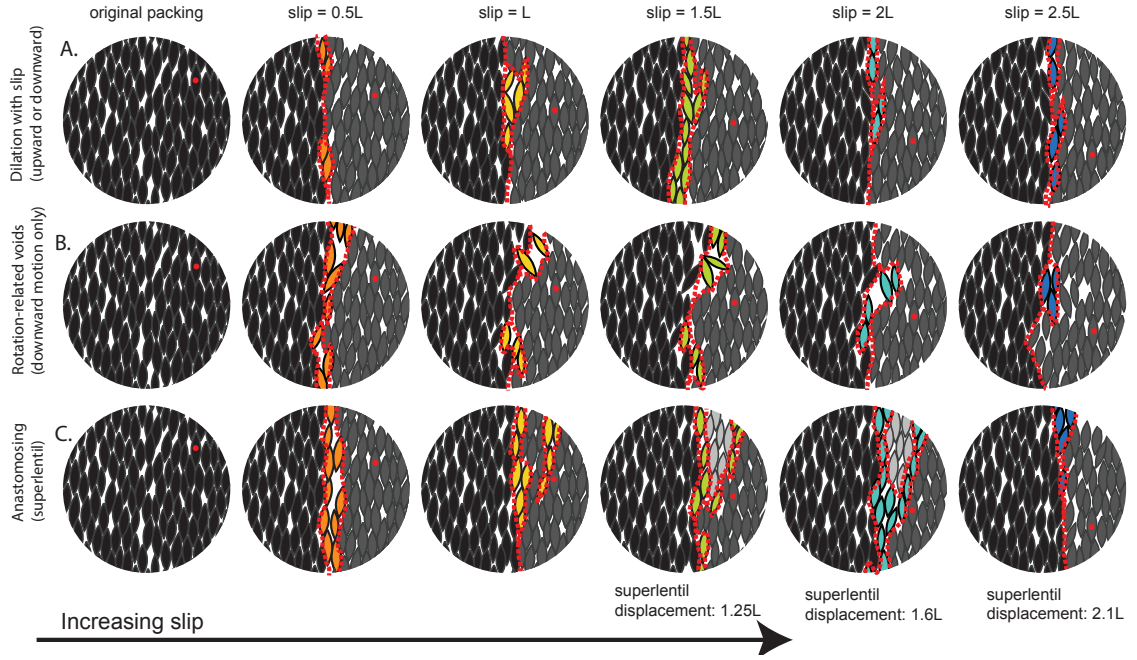 original packing
slip = 0.5L
slip = L
slip = 1.5L
slip = 2L
slip = 2.5L
A.
Dilation with slip
(upward or downward)
B.
Rotation-related voids
(downward motion only)
C.
Anastomosing
(superlentil)
superlentil
displacement: 1.25L
superlentil
displacement: 1.6L
superlentil
displacement: 2.1L
Increasing slip